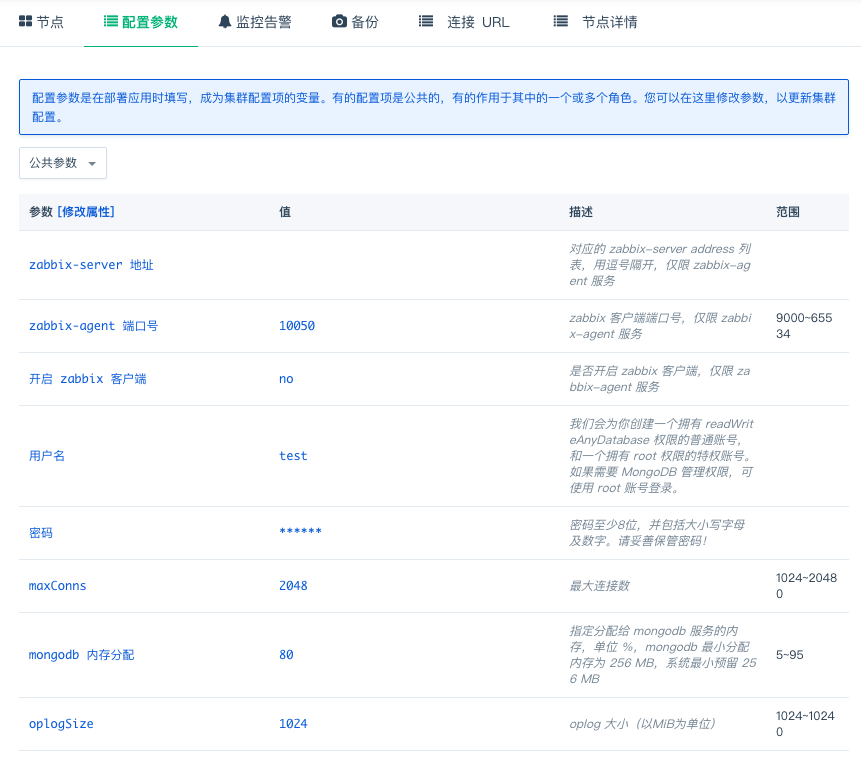 节点 配置参数 监控告警 备份 连接 URL 节点详情
配置参数是在部署应用时填写，成为集群配置项的变量。有的配置项是公共的，有的作用于其中的一个或多个角色。您可以在这里修改参数，以更新集群
配置。
公共参数
参数 [修改属性] 值 描述 范围
zabbix-server 地址
对应的 zabbix-server address 列
表，用逗号隔开，仅限 zabbix-ag
ent 服务
zabbix-agent 端口号 10050
zabbix 客户端端口号，仅限 zabbi
x-agent 服务
9000~655
34
开启 zabbix 客户端 no
是否开启 zabbix 客户端，仅限 za
bbix-agent 服务
用户名 test
我们会为你创建一个拥有 readWrit
eAnyDatabase 权限的普通账号，
和一个拥有 root 权限的特权账号。
如果需要 MongoDB 管理权限，可
使用 root 账号登录。
密码 ******
密码至少8位，并包括大小写字母
及数字。请妥善保管密码！
maxConns 2048 最大连接数
1024~2048
0
mongodb 内存分配 80
指定分配给 mongodb 服务的内
存，单位 %，mongodb 最小分配
内存为 256 MB，系统最小预留 25
6 MB
5~95
oplogSize 1024 oplog 大小（以MiB为单位）
1024~1024
0